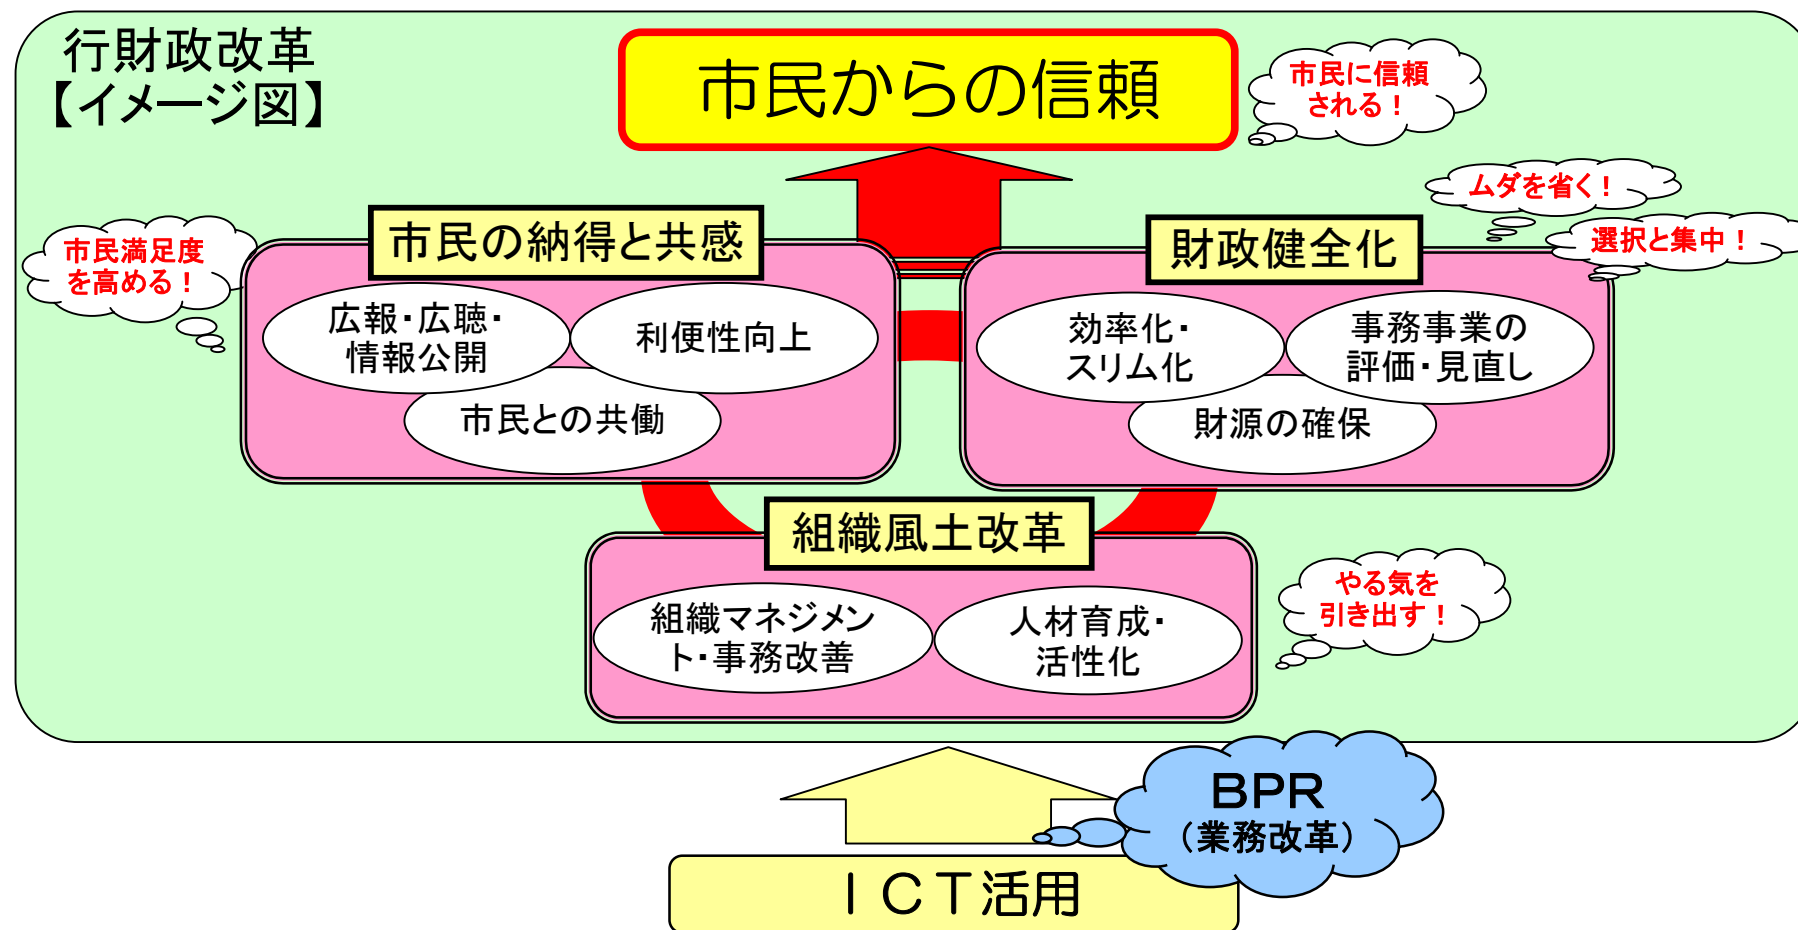 行財政改革
【イメージ図】
市民からの信頼
市民に信頼
される！
ムダを省く！
選択と集中！
市民の納得と共感
財政健全化
市民満足度
を高める！
広報・広聴・
情報公開
利便性向上
市民との共働
効率化・
スリム化
事務事業の
評価・見直し
財源の確保
組織風土改革
組織マネジメン
ト・事務改善
人材育成・
活性化
やる気を
引き出す！
ＢＰＲ
（業務改革）
ＩＣＴ活用